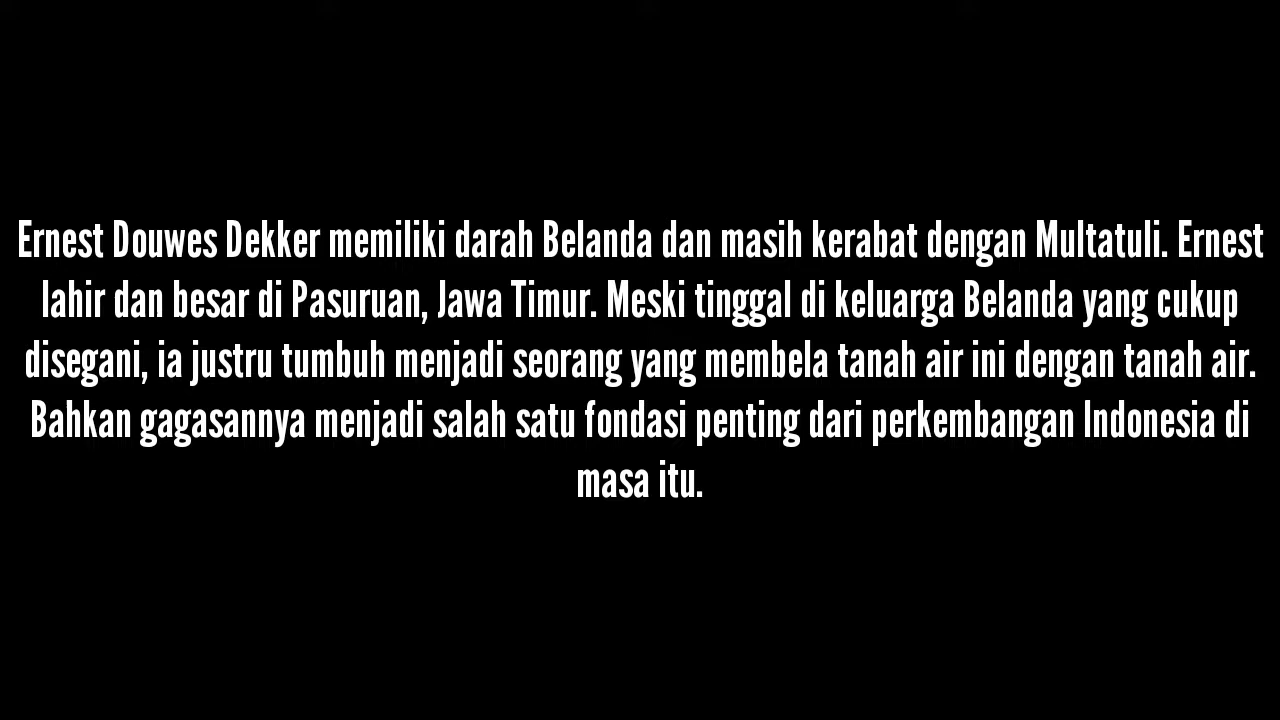 Ernest Douwes Dekker memiliki darah Belanda dan masih kerabat dengan Multatuli. Ernest
lahir dan besar di Pasuruan, Jawa Timur. Meski tinggal di keluarga Belanda yang cukup
disegani, ia justru tumbuh menjadi seorang yang membela tanah air ini dengan tanah air.
Bahkan gagasannya menjadi salah satu fondasi penting dari perkembangan Indonesia di
masa itu.